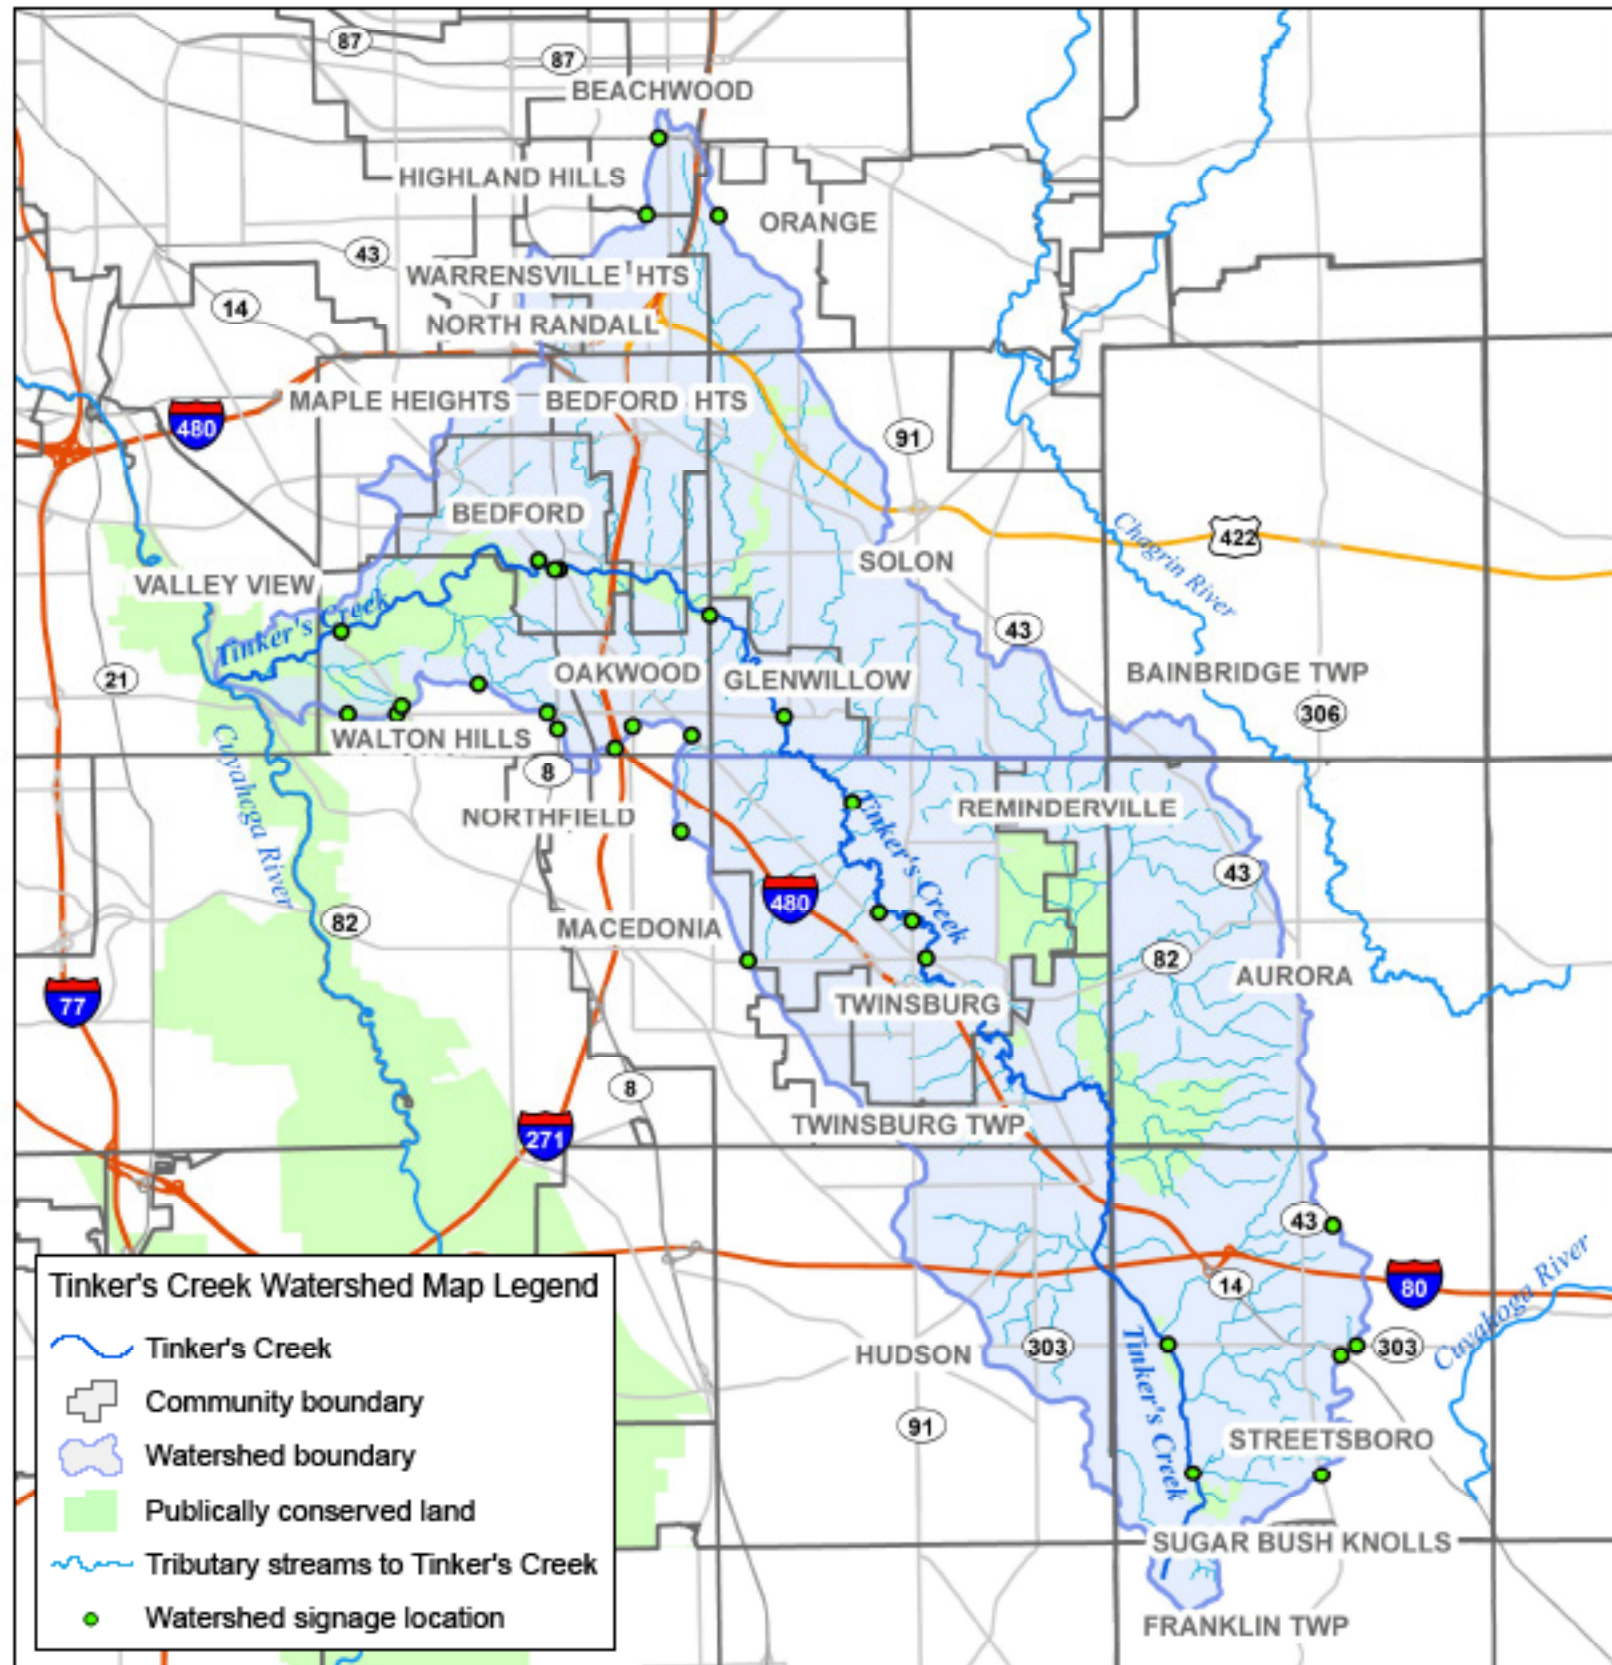 87
87
BEACHWOOD
HIGHLAND HILLS
ORANGE
43
WARRENSVILLE HTS
14
NORTH RANDALL
MAPLE HEIGHTS
BEDFORD HTS
480
91
BEDFORD
422
Chagrin River
SOLON
VALLEY VIEW
Tinker's Creek
43
21
OAKWOOD
GLENWILLOW
BAINBRIDGE TWP
306
WALTON HILLS
Cuyahoga River
8
NORTHFIELD
REMINDERVILLE
Tinker's Creek
43
480
82
MACEDONIA
82
AURORA
77
TWINSBURG
8
271
TWINSBURG TWP
43
14
80
Cuyahoga River
HUDSON
303
303
Tinker's Creek
91
STREETSBORO
SUGAR BUSH KNOLLS
FRANKLIN TWP
Tinker's Creek Watershed Map Legend
Tinker's Creek
Community boundary
Watershed boundary
Publically conserved land
Tributary streams to Tinker's Creek
Watershed signage location